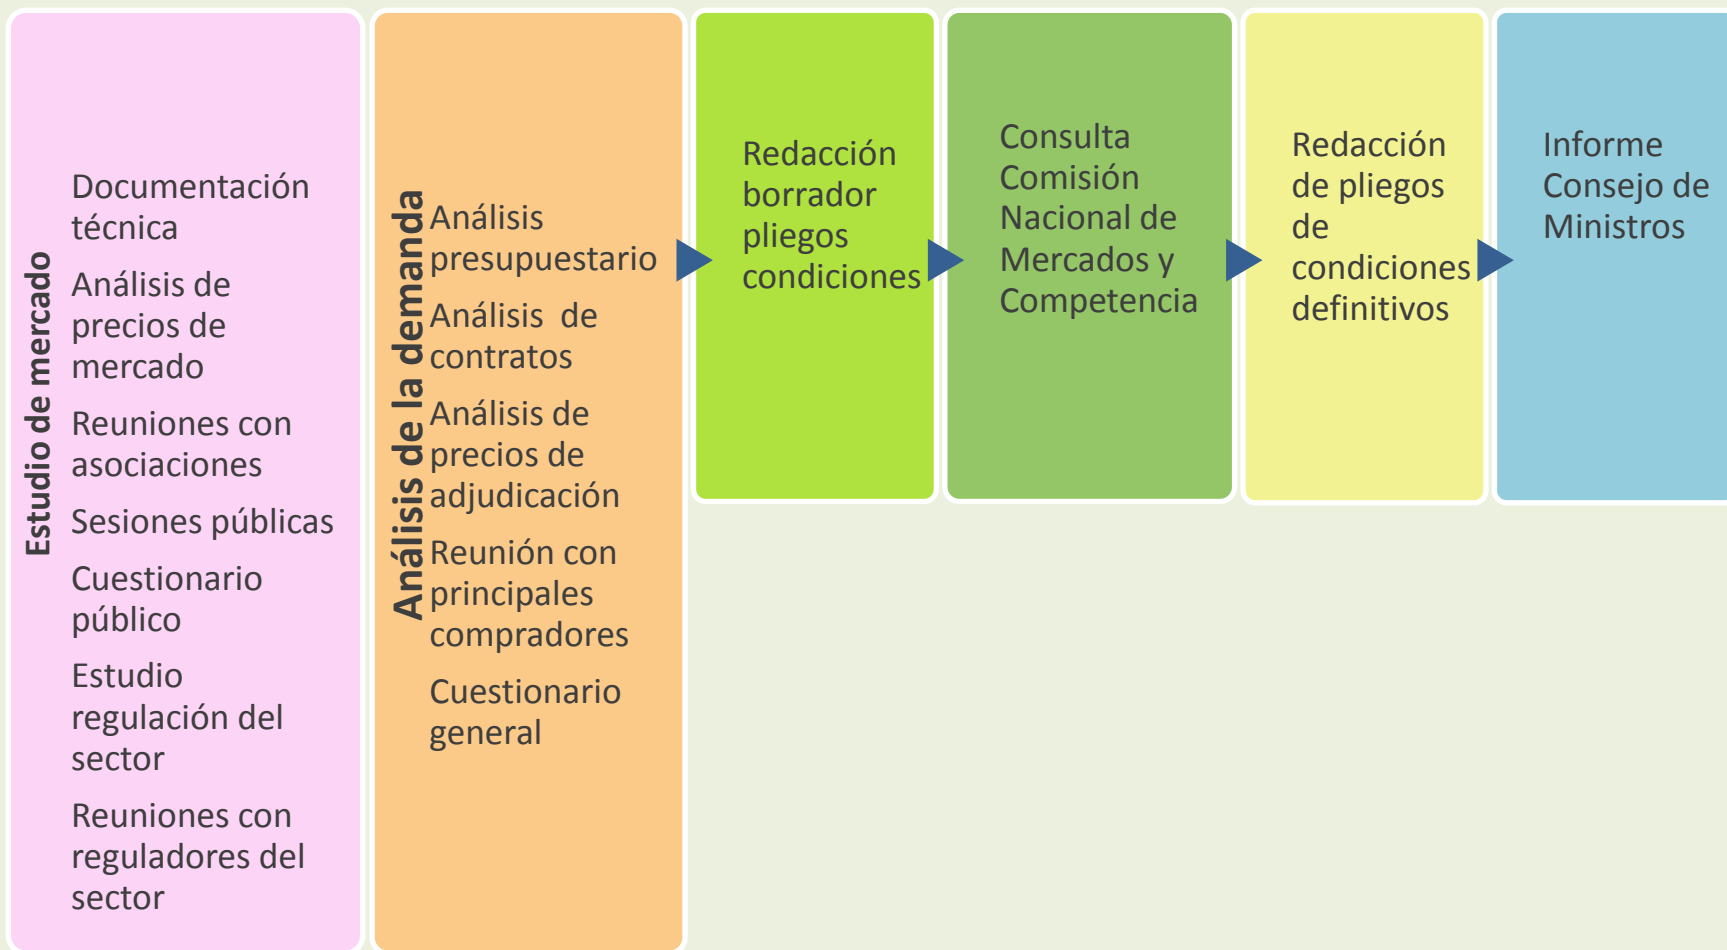 Estudio de mercado
Documentación
técnica
Análisis de
precios de
mercado
Reuniones con
asociaciones
Sesiones públicas
Cuestionario
público
Estudio
regulación del
sector
Reuniones con
reguladores del
sector
Análisis de la demanda
Análisis
presupuestario
Análisis de
contratos
Análisis de
precios de
adjudicación
Reunión con
principales
compradores
Cuestionario
general
Redacción
borrador
pliegos
condiciones
Consulta
Comisión
Nacional de
Mercados y
Competencia
Redacción
de pliegos
de
condiciones
definitivos
Informe
Consejo de
Ministros